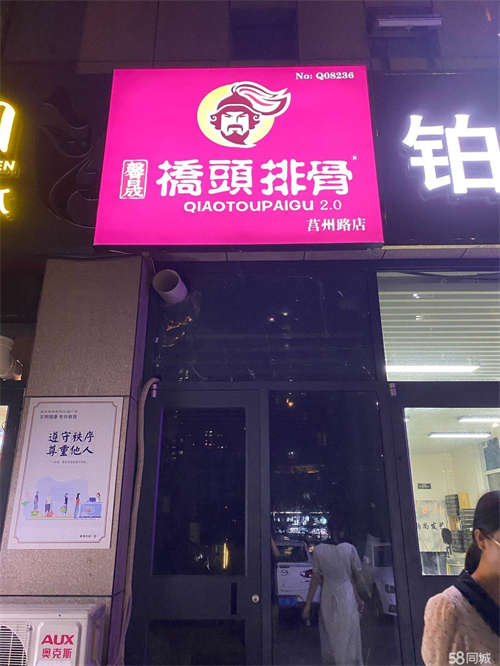 No: Q08236
馨晟
橋頭排骨
QIAOTOUPAIGU 2.0
莒州路店
铂
EN
遵守秩序
尊重他人
AUX
奥克斯
58同城